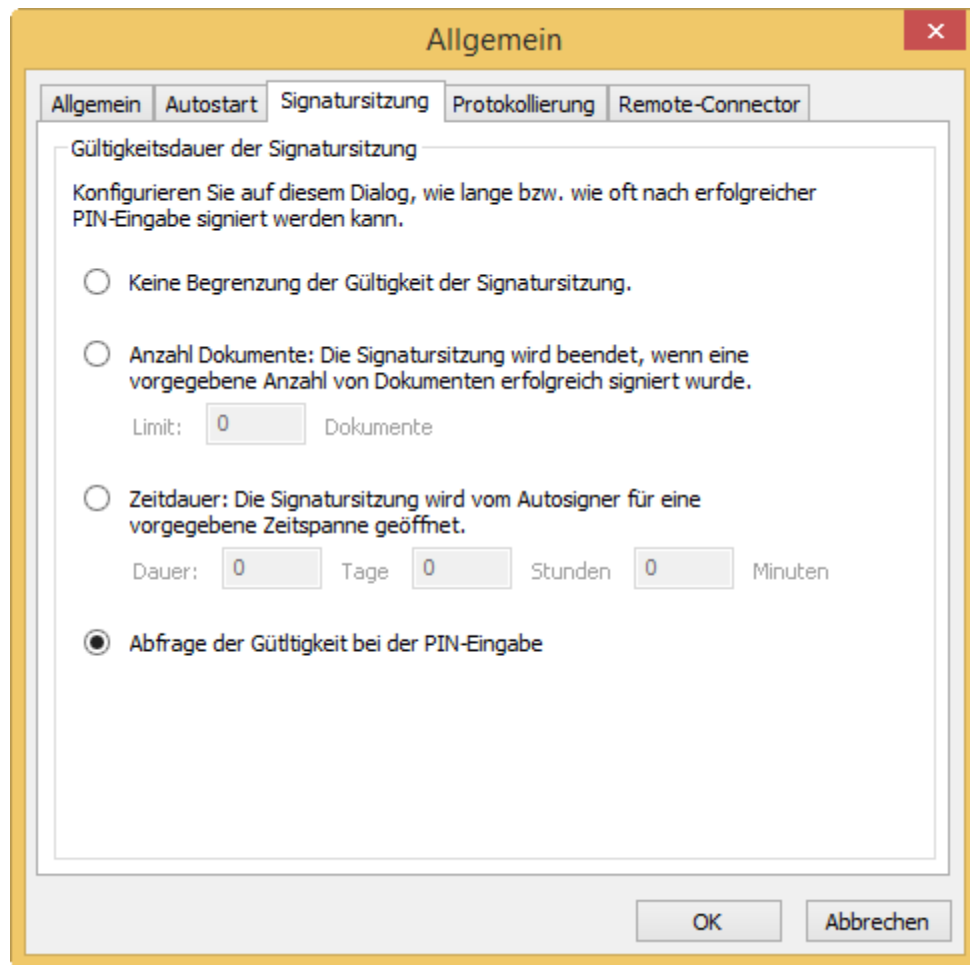 Allgemein
Allgemein Autostart Signatursitzung Protokollierung Remote-Connector
Gültigkeitsdauer der Signatursitzung
Konfigurieren Sie auf diesem Dialog, wie lange bzw. wie oft nach erfolgreicher
PIN-Eingabe signiert werden kann.
Keine Begrenzung der Gültigkeit der Signatursitzung.
Anzahl Dokumente: Die Signatursitzung wird beendet, wenn eine
vorgegebene Anzahl von Dokumenten erfolgreich signiert wurde.
Limit: 0 Dokumente
Zeitdauer: Die Signatursitzung wird vom Autosigner für eine
vorgegebene Zeitspanne geöffnet.
Dauer: 0 Tage 0 Stunden 0 Minuten
Abfrage der Gütltigkeit bei der PIN-Eingabe
OK Abbrechen